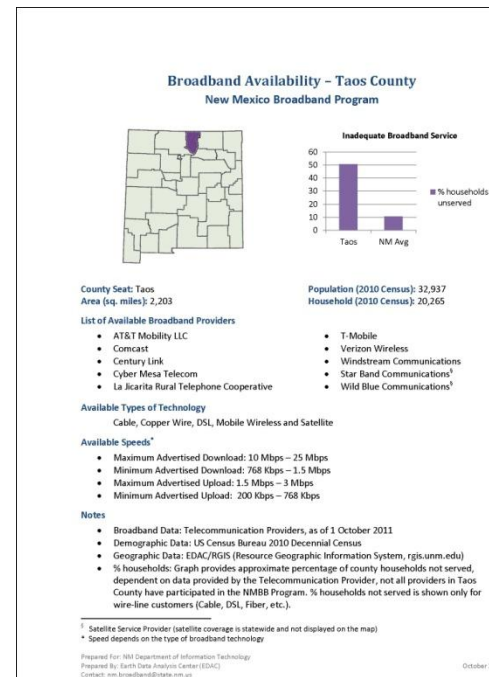 Broadband Availability – Taos County
New Mexico Broadband Program
Inadequate Broadband Service
60
50
40
30
20
10
0
Taos NM Avg
% households
unserved
County Seat: Taos
Area (sq. miles): 2,203
Population (2010 Census): 32,937
Household (2010 Census): 20,265
List of Available Broadband Providers
• AT&T Mobility LLC
• Comcast
• Century Link
• Cyber Mesa Telecom
• La Jicarita Rural Telephone Cooperative
• T-Mobile
• Verizon Wireless
• Windstream Communications
• Star Band Communications§
• Wild Blue Communications§
Available Types of Technology
Cable, Copper Wire, DSL, Mobile Wireless and Satellite
Available Speeds*
• Maximum Advertised Download: 10 Mbps – 25 Mbps
• Minimum Advertised Download: 768 Kbps – 1.5 Mbps
• Maximum Advertised Upload: 1.5 Mbps – 3 Mbps
• Minimum Advertised Upload: 200 Kbps – 768 Kbps
Notes
• Broadband Data: Telecommunication Providers, as of 1 October 2011
• Demographic Data: US Census Bureau 2010 Decennial Census
• Geographic Data: EDAC/RGIS (Resource Geographic Information System, rgis.unm.edu)
• % households: Graph provides approximate percentage of county households not served,
dependent on data provided by the Telecommunication Provider, not all providers in Taos
County have participated in the NMBB Program. % households not served is shown only for
wire-line customers (Cable, DSL, Fiber, etc.).
§ Satellite Service Provider (satellite coverage is statewide and not displayed on the map)
* Speed depends on the type of broadband technology
Prepared For: NM Department of Information Technology
Prepared By: Earth Data Analysis Center (EDAC)
Contact: nm.broadband@state.nm.us
October